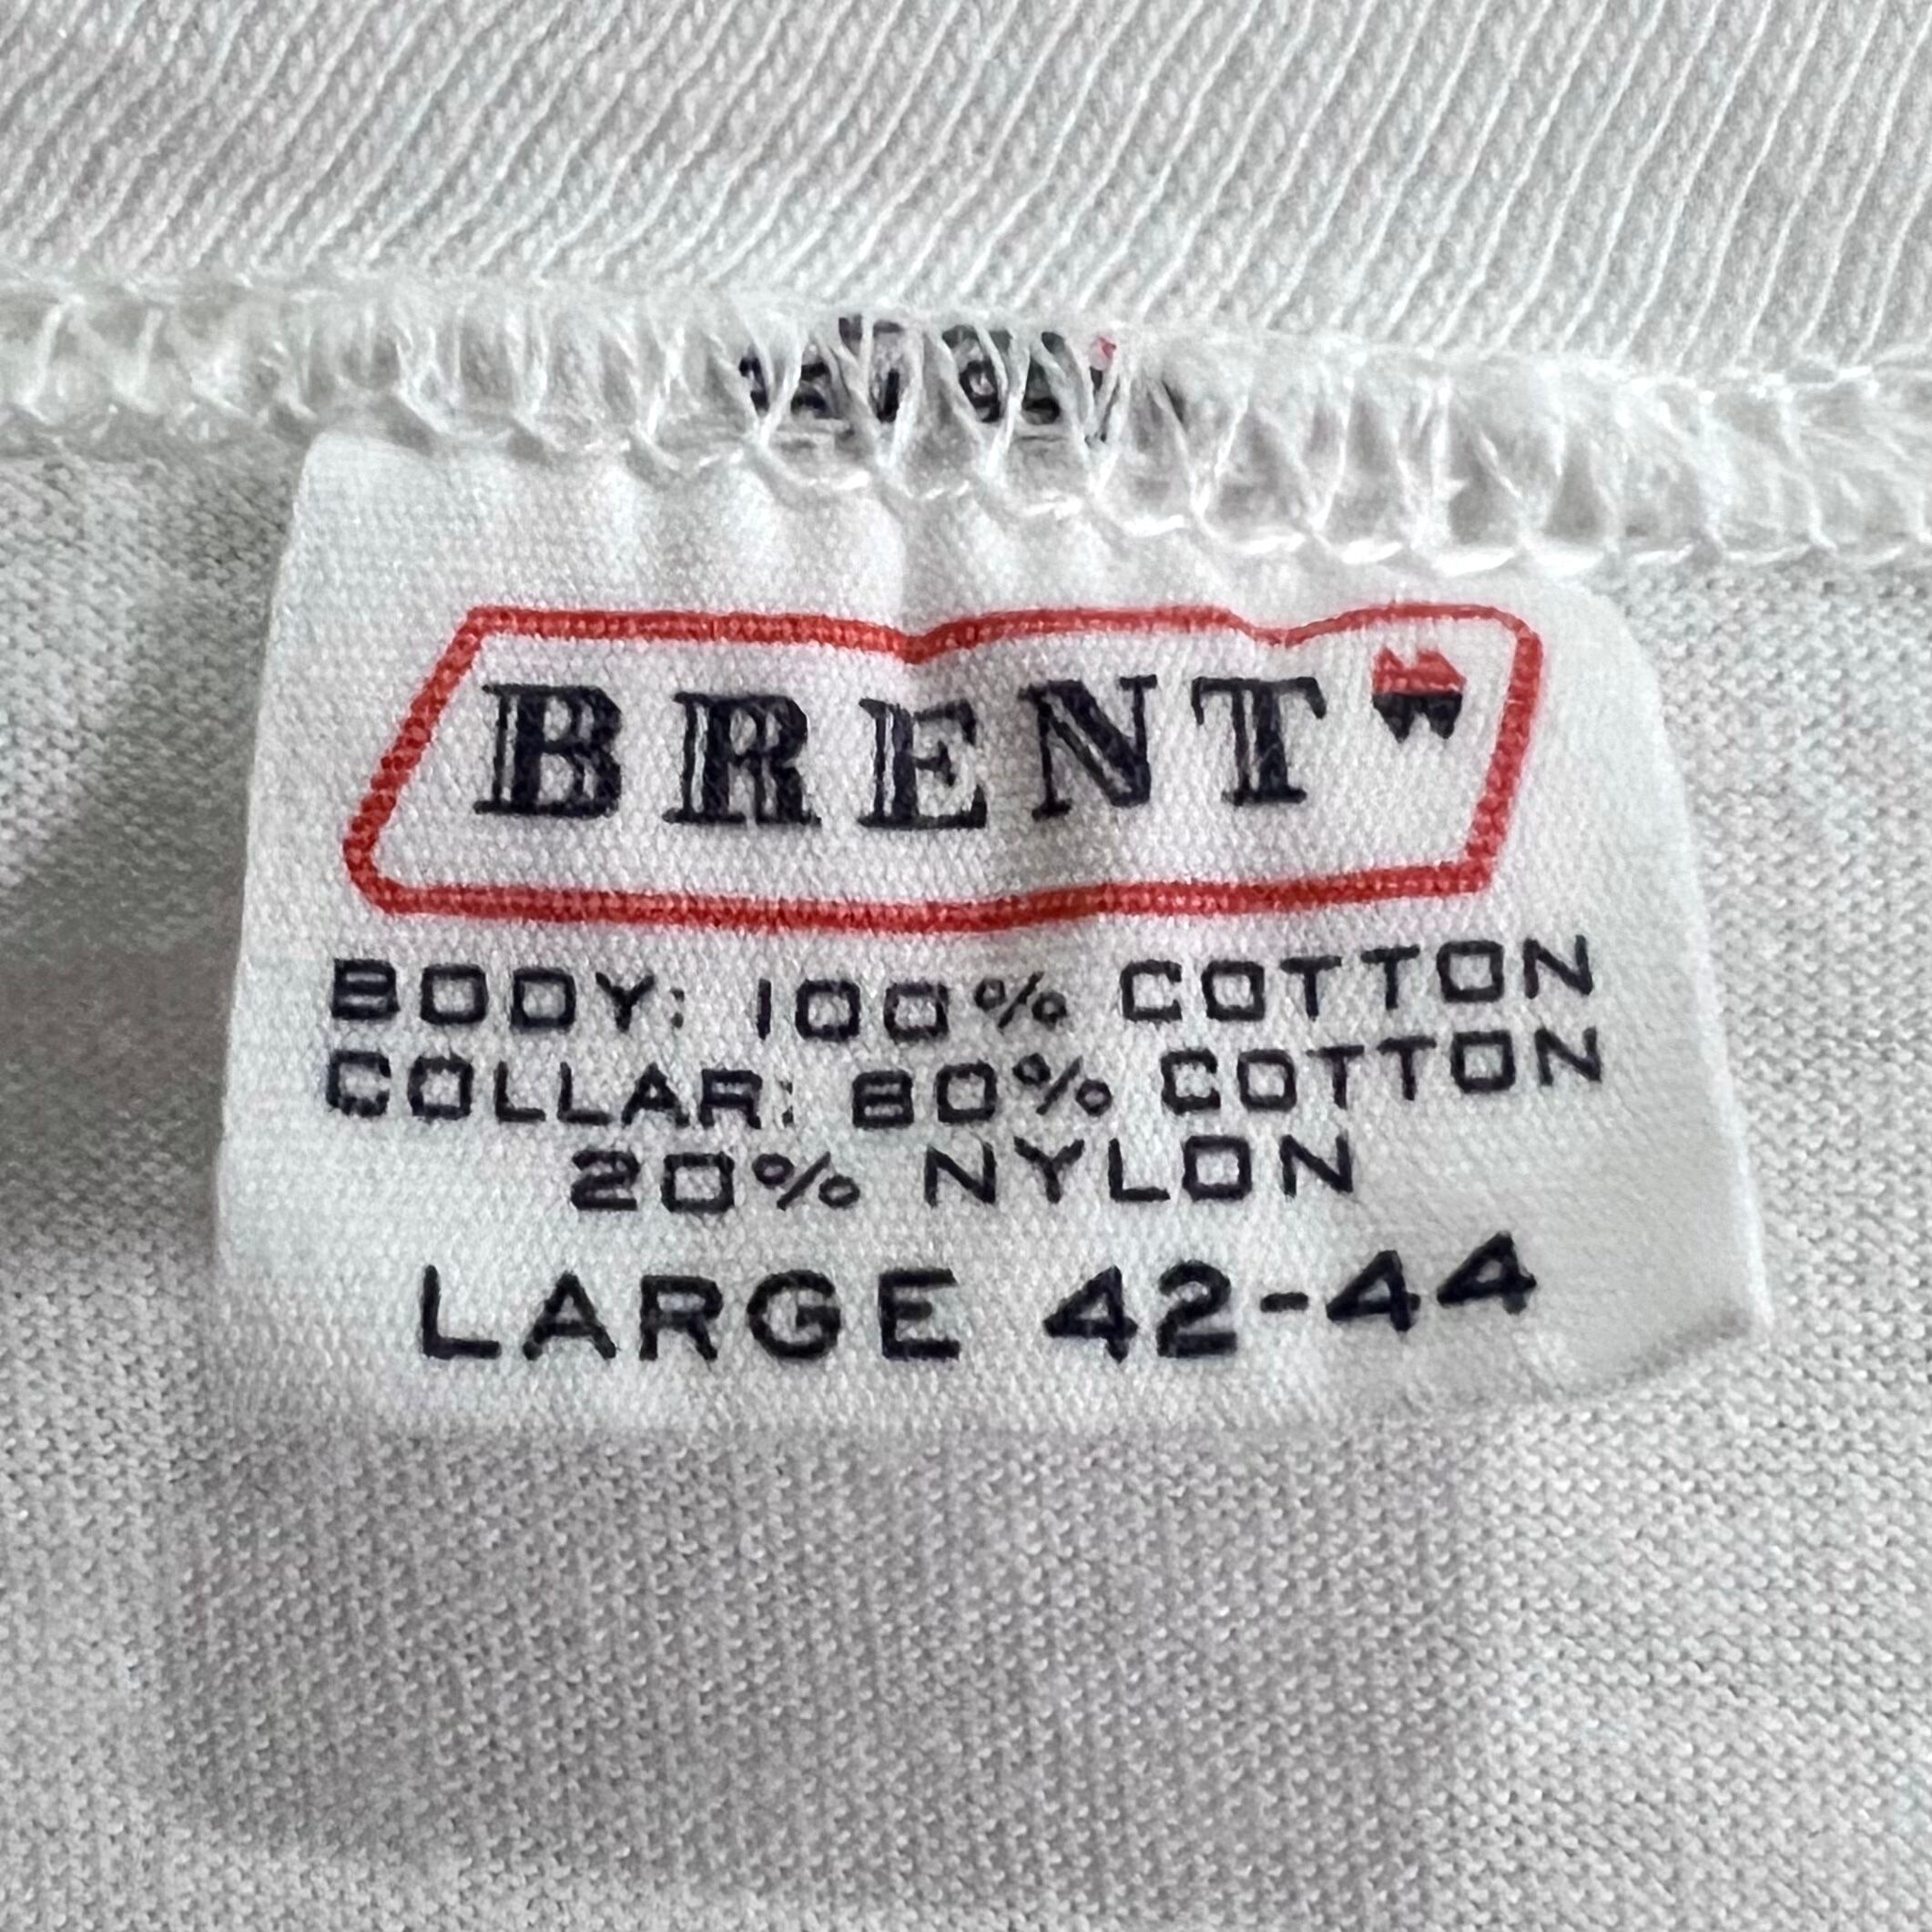 BRENT
BODY: 100% COTTON
COLLAR: 80% COTTON
20% NYLON
LARGE 42-44